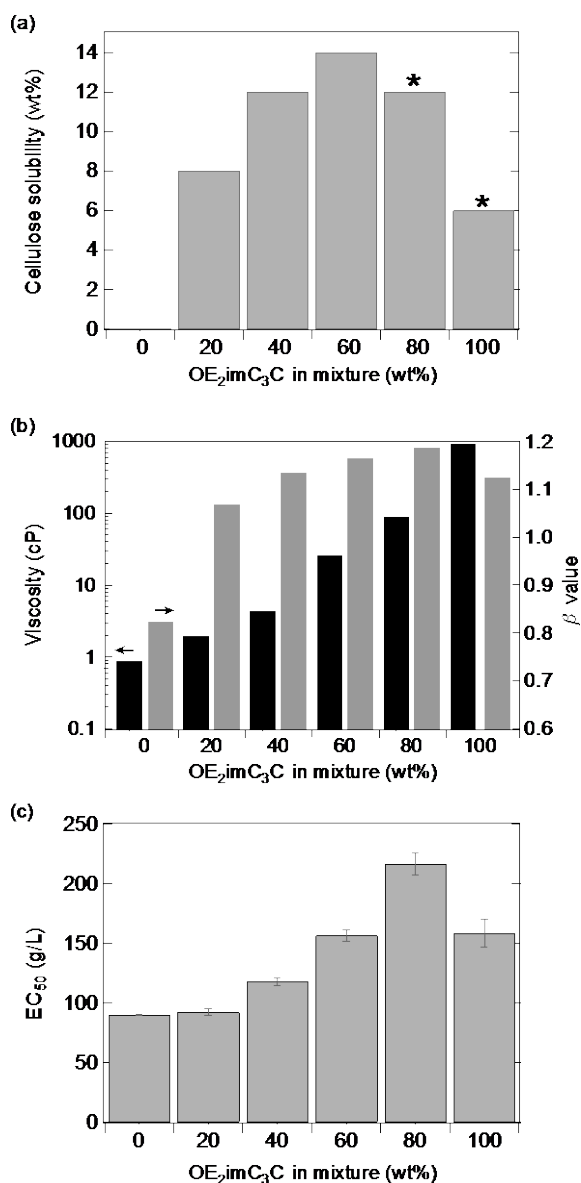 (a)
Cellulose solubility (wt%)
14
12
10
8
6
4
2
0
*
*
0 20 40 60 80 100
OE₂imC₃C in mixture (wt%)
(b)
Viscosity (cP)
1000
100
10
1
0.1
1.2
1.1
1.0
0.9
0.8
0.7
0.6
β value
0 20 40 60 80 100
OE₂imC₃C in mixture (wt%)
(c)
EC₅₀ (g/L)
250
200
150
100
50
0
0 20 40 60 80 100
OE₂imC₃C in mixture (wt%)